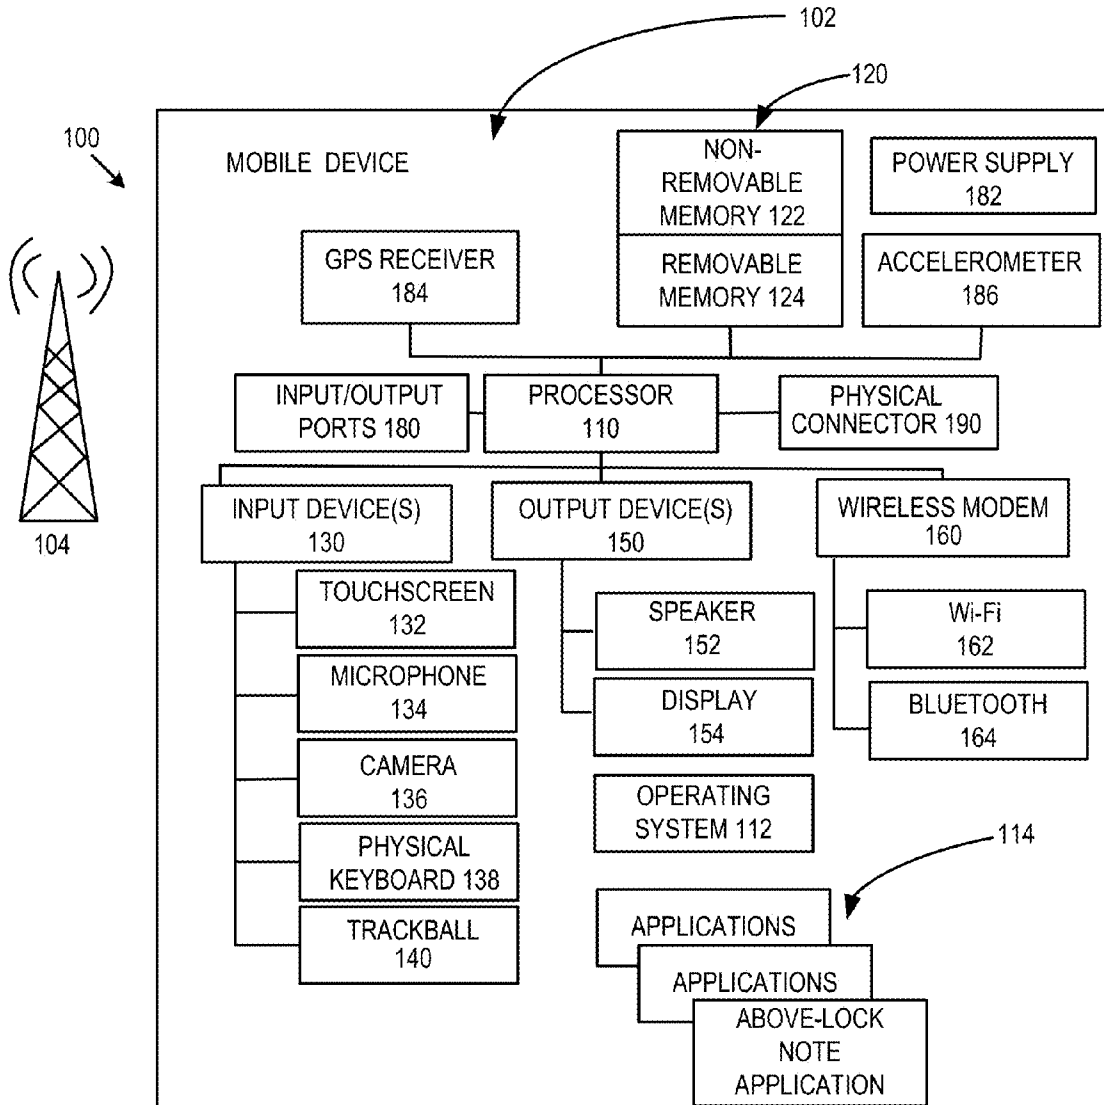 102
120
100
MOBILE DEVICE
NON-
REMOVABLE
MEMORY 122
POWER SUPPLY
182
GPS RECEIVER
184
REMOVABLE
MEMORY 124
ACCELEROMETER
186
INPUT/OUTPUT
PORTS 180
PROCESSOR
110
PHYSICAL
CONNECTOR 190
104
INPUT DEVICE(S)
130
OUTPUT DEVICE(S)
150
WIRELESS MODEM
160
TOUCHSCREEN
132
MICROPHONE
134
CAMERA
136
PHYSICAL
KEYBOARD 138
TRACKBALL
140
SPEAKER
152
DISPLAY
154
Wi-Fi
162
BLUETOOTH
164
OPERATING
SYSTEM 112
114
APPLICATIONS
APPLICATIONS
ABOVE-LOCK
NOTE
APPLICATION